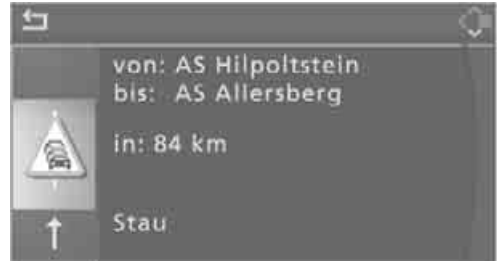 von: AS Hilpoltstein
bis: AS Allersberg
in: 84 km
Stau